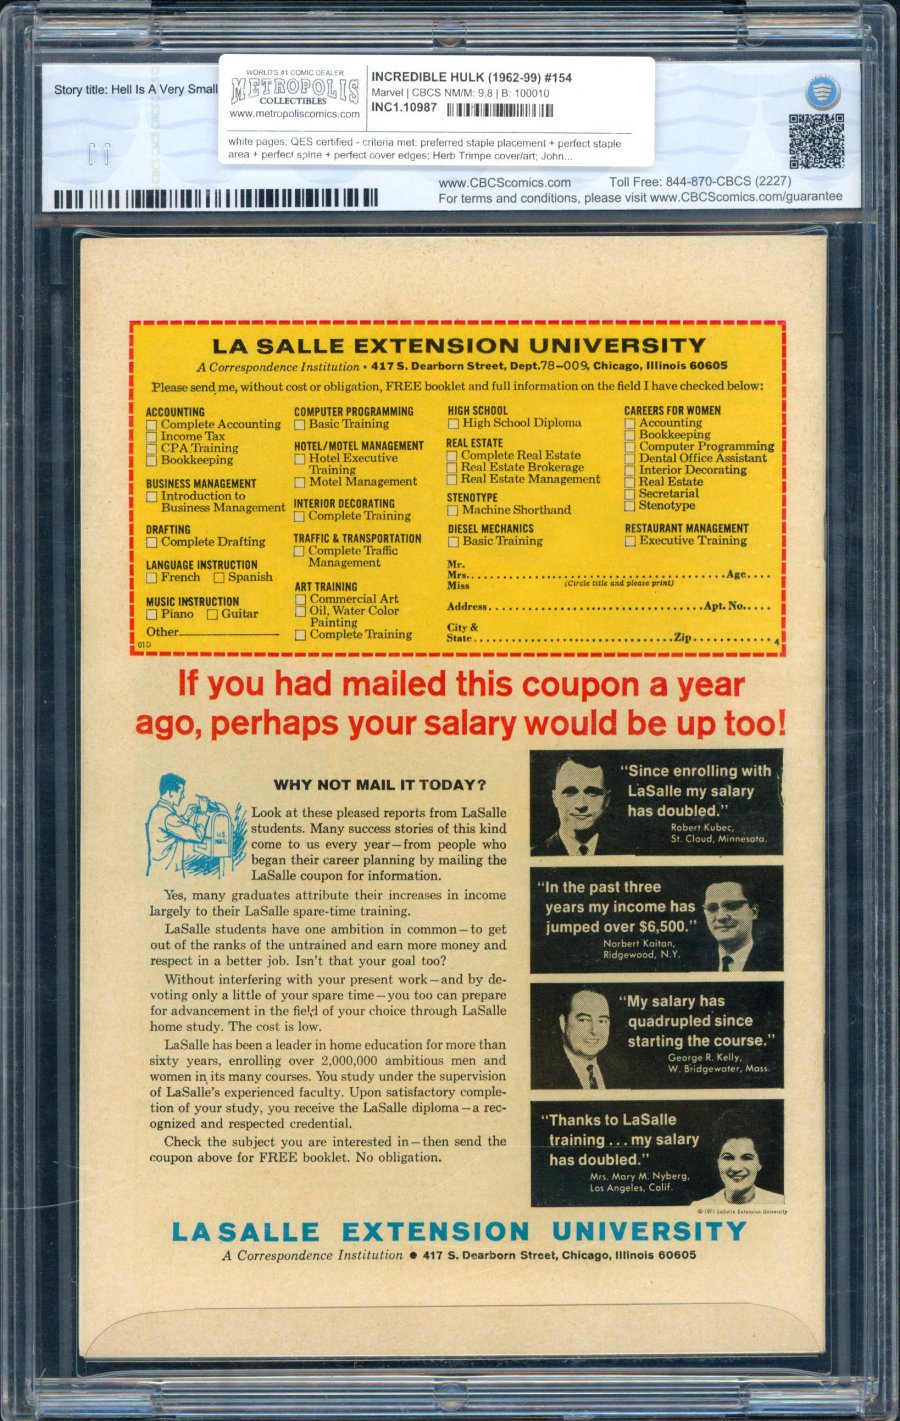 Story title: Hell Is A Very Small
WORLD'S #1 COMIC DEALER
METROPOLIS
COLLECTIBLES
www.metropoliscomics.com
INCREDIBLE HULK (1962-99) #154
Marvel | CBCS NM/M: 9.8 | B: 100010
INC1.10987
white pages; QES certified - criteria met: preferred staple placement + perfect staple
area + perfect spine + perfect cover edges; Herb Trimpe cover/art; John...
www.CBCScomics.com Toll Free: 844-870-CBCS (2227)
For terms and conditions, please visit www.CBCScomics.com/guarantee
LA SALLE EXTENSION UNIVERSITY
A Correspondence Institution • 417 S. Dearborn Street, Dept. 78-009, Chicago, Illinois 60605
Please send me, without cost or obligation, FREE booklet and full information on the field I have checked below:
ACCOUNTING
Complete Accounting
Income Tax
CPA Training
Bookkeeping
BUSINESS MANAGEMENT
Introduction to
Business Management
DRAFTING
Complete Drafting
LANGUAGE INSTRUCTION
French Spanish
MUSIC INSTRUCTION
Piano Guitar
Other
01D
COMPUTER PROGRAMMING
Basic Training
HOTEL/MOTEL MANAGEMENT
Hotel Executive
Training
Motel Management
INTERIOR DECORATING
Complete Training
TRAFFIC & TRANSPORTATION
Complete Traffic
Management
ART TRAINING
Commercial Art
Oil, Water Color
Painting
Complete Training
HIGH SCHOOL
High School Diploma
REAL ESTATE
Complete Real Estate
Real Estate Brokerage
Real Estate Management
STENOTYPE
Machine Shorthand
DIESEL MECHANICS
Basic Training
CAREERS FOR WOMEN
Accounting
Bookkeeping
Computer Programming
Dental Office Assistant
Interior Decorating
Real Estate
Secretarial
Stenotype
RESTAURANT MANAGEMENT
Executive Training
Mr.
Mrs. Age
Miss (Circle title and please print)
Address Apt. No.
City &
State Zip 4
If you had mailed this coupon a year
ago, perhaps your salary would be up too!
WHY NOT MAIL IT TODAY?
U.S.
MAIL
Look at these pleased reports from LaSalle
students. Many success stories of this kind
come to us every year—from people who
began their career planning by mailing the
LaSalle coupon for information.
Yes, many graduates attribute their increases in income
largely to their LaSalle spare-time training.
LaSalle students have one ambition in common—to get
out of the ranks of the untrained and earn more money and
respect in a better job. Isn't that your goal too?
Without interfering with your present work—and by de-
voting only a little of your spare time—you too can prepare
for advancement in the field of your choice through LaSalle
home study. The cost is low.
LaSalle has been a leader in home education for more than
sixty years, enrolling over 2,000,000 ambitious men and
women in its many courses. You study under the supervision
of LaSalle's experienced faculty. Upon satisfactory comple-
tion of your study, you receive the LaSalle diploma—a rec-
ognized and respected credential.
Check the subject you are interested in—then send the
coupon above for FREE booklet. No obligation.
"Since enrolling with
LaSalle my salary
has doubled."
Robert Kubec,
St. Cloud, Minnesota.
"In the past three
years my income has
jumped over $6,500."
Norbert Kaitan,
Ridgewood, N.Y.
"My salary has
quadrupled since
starting the course."
George R. Kelly,
W. Bridgewater, Mass.
"Thanks to LaSalle
training...my salary
has doubled."
Mrs. Mary M. Nyberg,
Los Angeles, Calif.
© 1971 LaSalle Extension University
LASALLE EXTENSION UNIVERSITY
A Correspondence Institution • 417 S. Dearborn Street, Chicago, Illinois 60605